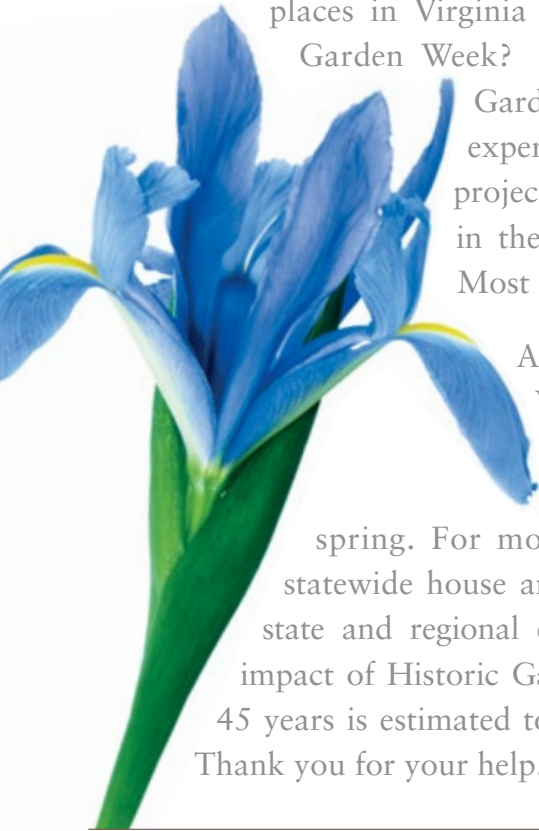 places in Virginia
Garden Week?
Gard
exper
projec
in the
Most
A
spring. For mo
statewide house a
state and regional
impact of Historic Ga
45 years is estimated to
Thank you for your help.